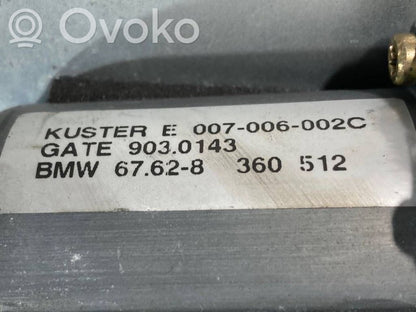 Ovoko
KUSTER E 007-006-002C
GATE 903.0143
BMW 67.62-8 360 512